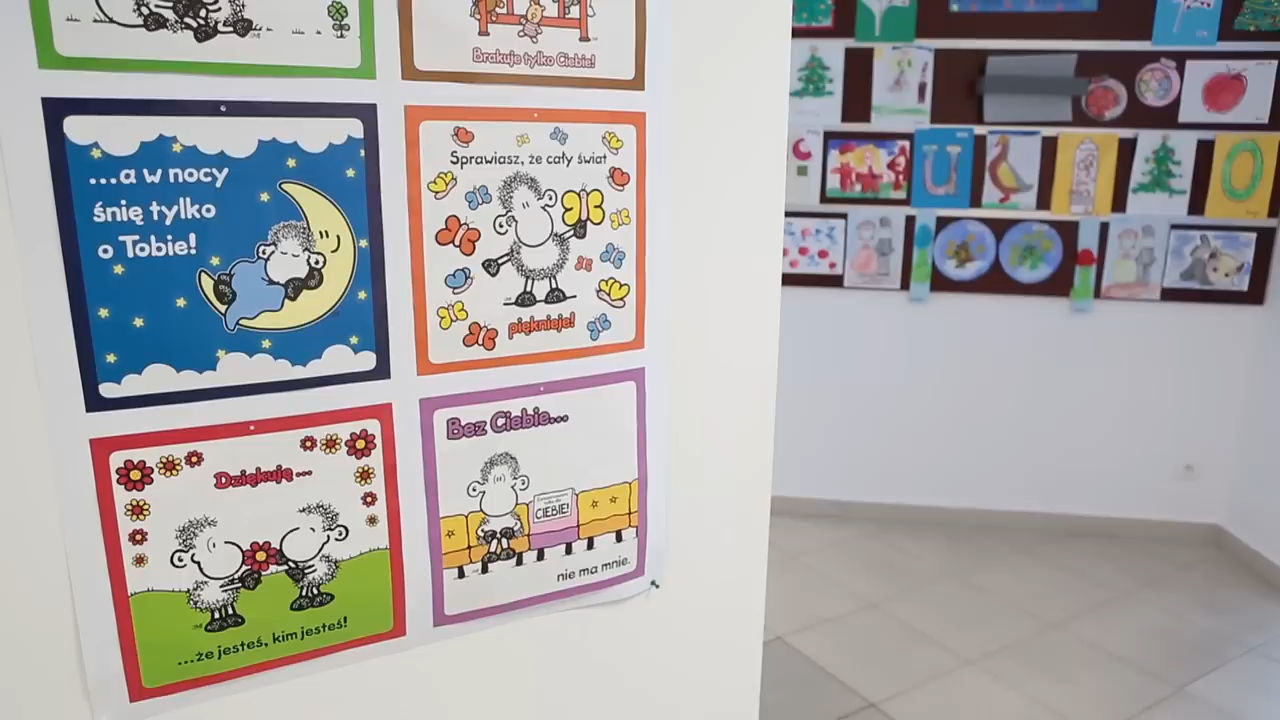 Brakuje tylko Ciebie!
...a w nocy
śnię tylko
o Tobie!
Sprawiasz, że cały świat
pięknieje!
Dziękuję...
...że jesteś, kim jesteś!
Bez Ciebie...
CIEBIE!
nie ma mnie.
U
O